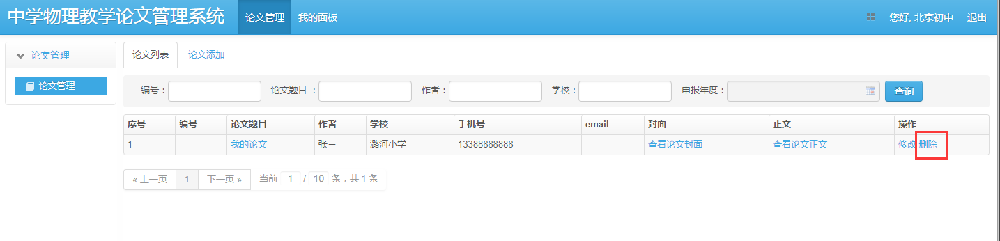 中学物理教学论文管理系统 论文管理 我的面板 您好, 北京初中 退出
论文管理
论文管理
论文列表 论文添加
编号： 论文题目 ： 作者： 学校： 申报年度： 查询
序号 编号 论文题目 作者 学校 手机号 email 封面 正文 操作
1 我的论文 张三 潞河小学 13388888888 查看论文封面 查看论文正文 修改 删除
« 上一页 1 下一页 » 当前 1 / 10 条，共 1 条